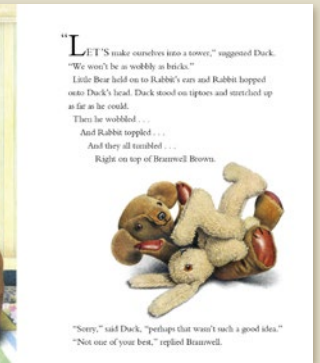 “LET’S make ourselves into a tower,” suggested Duck.
“We won’t be as wobbly as bricks.”
Little Bear held on to Rabbit’s ears and Rabbit hopped
onto Duck’s head. Duck stood on tiptoes and stretched up
as far as he could.
Then he wobbled . . .
And Rabbit toppled . . .
And they all tumbled . . .
Right on top of Bramwell Brown.
“Sorry,” said Duck, “perhaps that wasn’t such a good idea.”
“Not one of your best,” replied Bramwell.